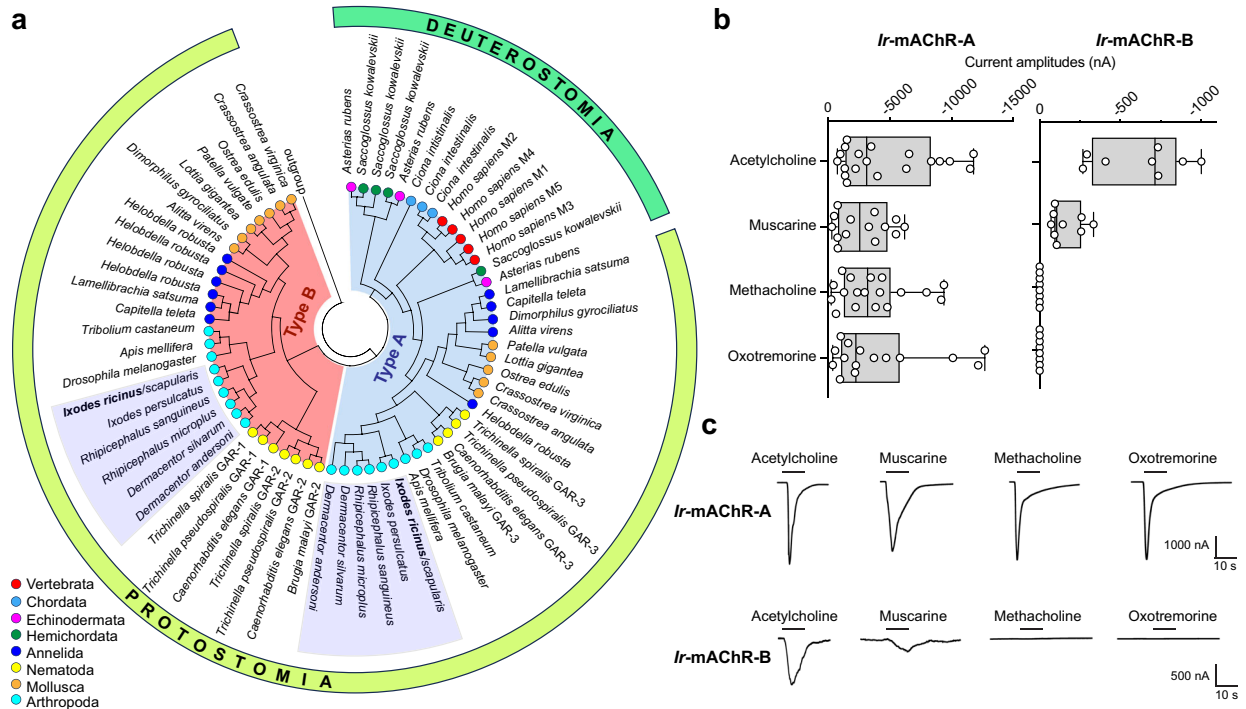 a
DEUTEROSTOMIA
PROTOSTOMIA
outgroup
Crassostrea virginica
Crassostrea angulata
Ostrea edulis
Patella vulgate
Lottia gigantea
Dimorphilus gyrociliatus
Alitta virens
Helobdella robusta
Helobdella robusta
Helobdella robusta
Helobdella robusta
Lamellibrachia satsuma
Capitella teleta
Tribolium castaneum
Apis mellifera
Drosophila melanogaster
Ixodes ricinus/scapularis
Ixodes persulcatus
Rhipicephalus sanguineus
Rhipicephalus microplus
Dermacentor silvarum
Dermacentor andersoni
Trichinella spiralis GAR-1
Trichinella pseudospiralis GAR-1
Caenorhabditis elegans GAR-1
Trichinella spiralis GAR-2
Trichinella pseudospiralis GAR-2
Caenorhabditis elegans GAR-2
Brugia malayi GAR-2
Dermacentor andersoni
Dermacentor silvarum
Rhipicephalus microplus
Rhipicephalus sanguineus
Ixodes persulcatus
Ixodes ricinus/scapularis
Apis mellifera
Drosophila melanogaster
Tribolium castaneum
Brugia malayi GAR-3
Caenorhabditis elegans GAR-3
Trichinella pseudospiralis GAR-3
Trichinella spiralis GAR-3
Helobdella robusta
Crassostrea angulata
Crassostrea virginica
Ostrea edulis
Lottia gigantea
Patella vulgata
Alitta virens
Dimorphilus gyrociliatus
Capitella teleta
Lamellibrachia satsuma
Asterias rubens
Saccoglossus kowalevskii
Homo sapiens M3
Homo sapiens M5
Homo sapiens M1
Homo sapiens M4
Homo sapiens M2
Ciona intestinalis
Ciona intestinalis
Ciona intistinalis
Asterias rubens
Saccoglossus kowalevskii
Saccoglossus kowalevskii
Saccoglossus kowalevskii
Asterias rubens
Type B
Type A
Vertebrata
Chordata
Echinodermata
Hemichordata
Annelida
Nematoda
Mollusca
Arthropoda
b
Ir-mAChR-A
Ir-mAChR-B
Current amplitudes (nA)
0
-5000
-10000
-15000
0
-500
-1000
Acetylcholine
Muscarine
Methacholine
Oxotremorine
c
Acetylcholine
Muscarine
Methacholine
Oxotremorine
Ir-mAChR-A
1000 nA
10 s
Acetylcholine
Muscarine
Methacholine
Oxotremorine
Ir-mAChR-B
500 nA
10 s